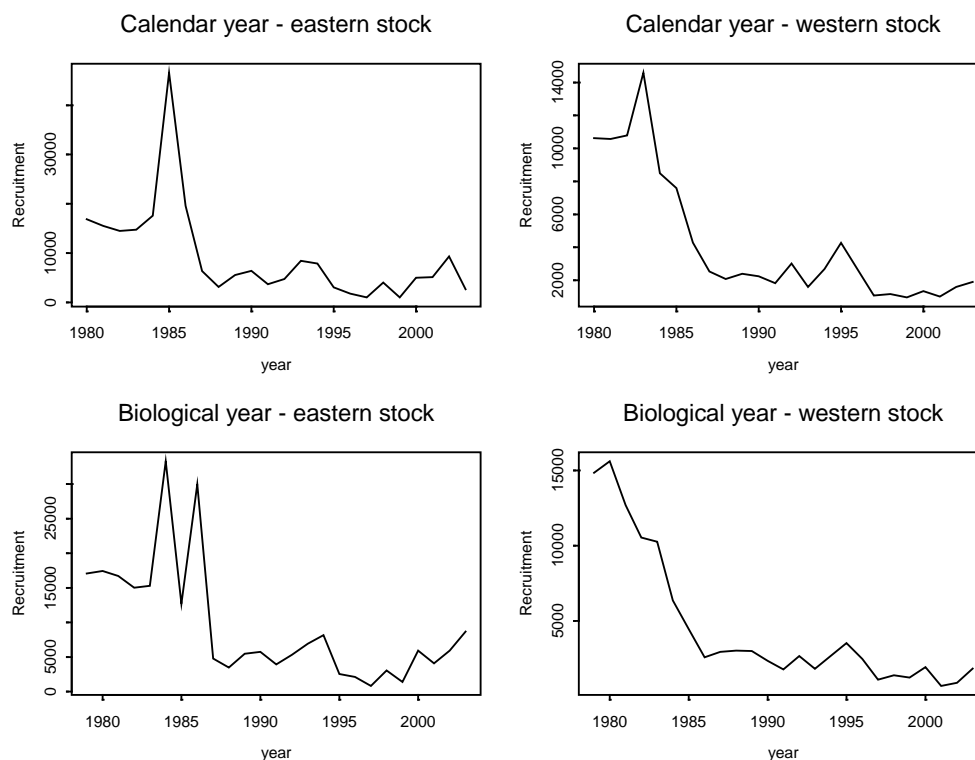 Calendar year - eastern stock
Recruitment
0 10000 30000
1980 1985 1990 1995 2000
year
Calendar year - western stock
Recruitment
2000 6000 10000 14000
1980 1985 1990 1995 2000
year
Biological year - eastern stock
Recruitment
0 5000 15000 25000
1980 1985 1990 1995 2000
year
Biological year - western stock
Recruitment
5000 10000 15000
1980 1985 1990 1995 2000
year